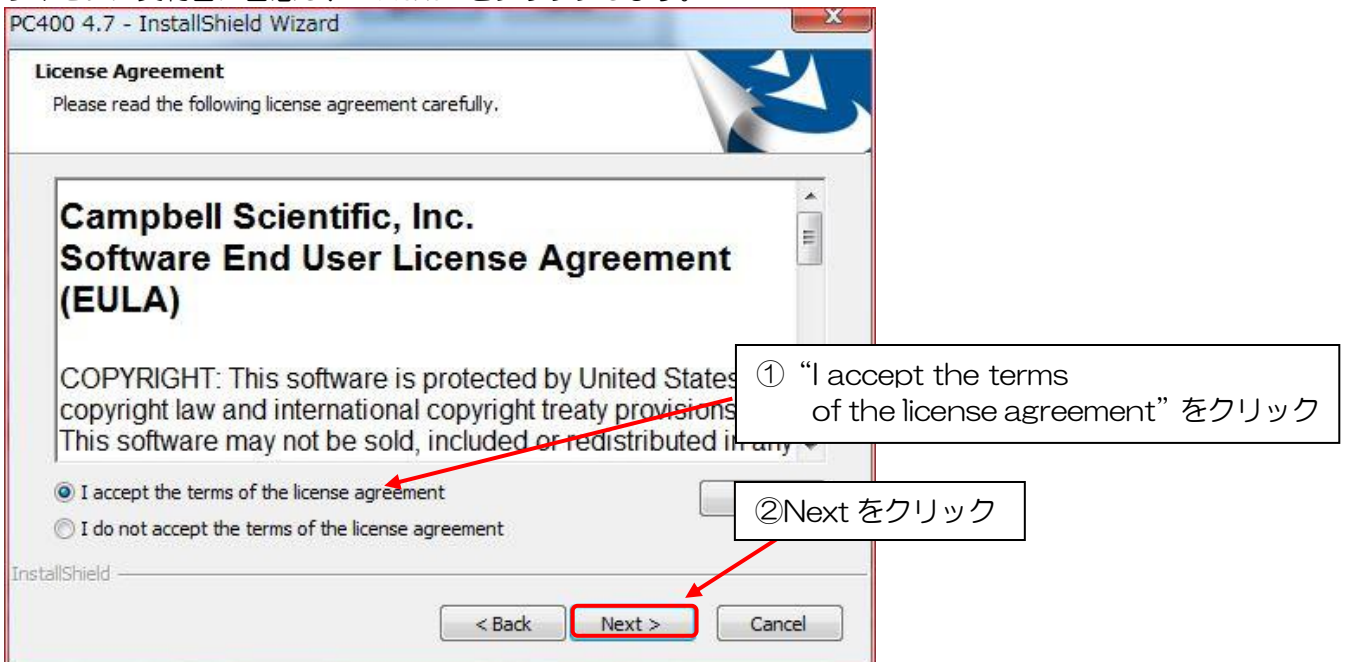 PC400 4.7 - InstallShield Wizard
License Agreement
Please read the following license agreement carefully.
Campbell Scientific, Inc.
Software End User License Agreement
(EULA)
COPYRIGHT: This software is protected by United States
copyright law and international copyright treaty provisions
This software may not be sold, included or redistributed in any
① “I accept the terms
of the license agreement” をクリック
I accept the terms of the license agreement
I do not accept the terms of the license agreement
②Next をクリック
InstallShield
< Back
Next >
Cancel